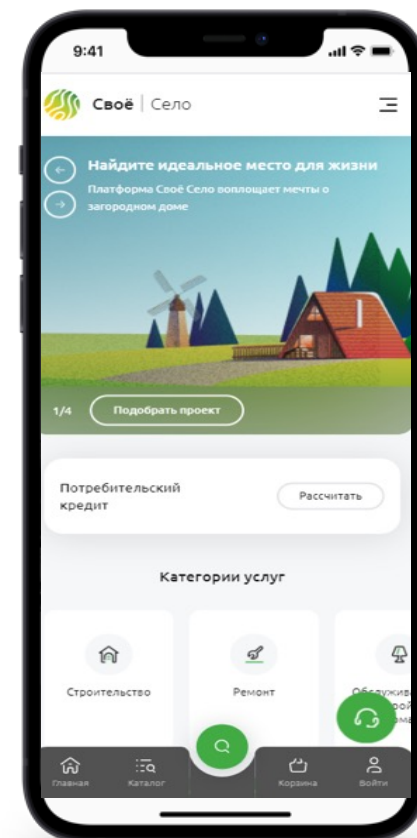 9:41
Своё | Село
Найдите идеальное место для жизни
Платформа Своё Село воплощает мечты о
загородном доме
1/4 Подобрать проект
Потребительский
кредит
Рассчитать
Категории услуг
Строительство Ремонт
Главная Каталог Корзина Войти